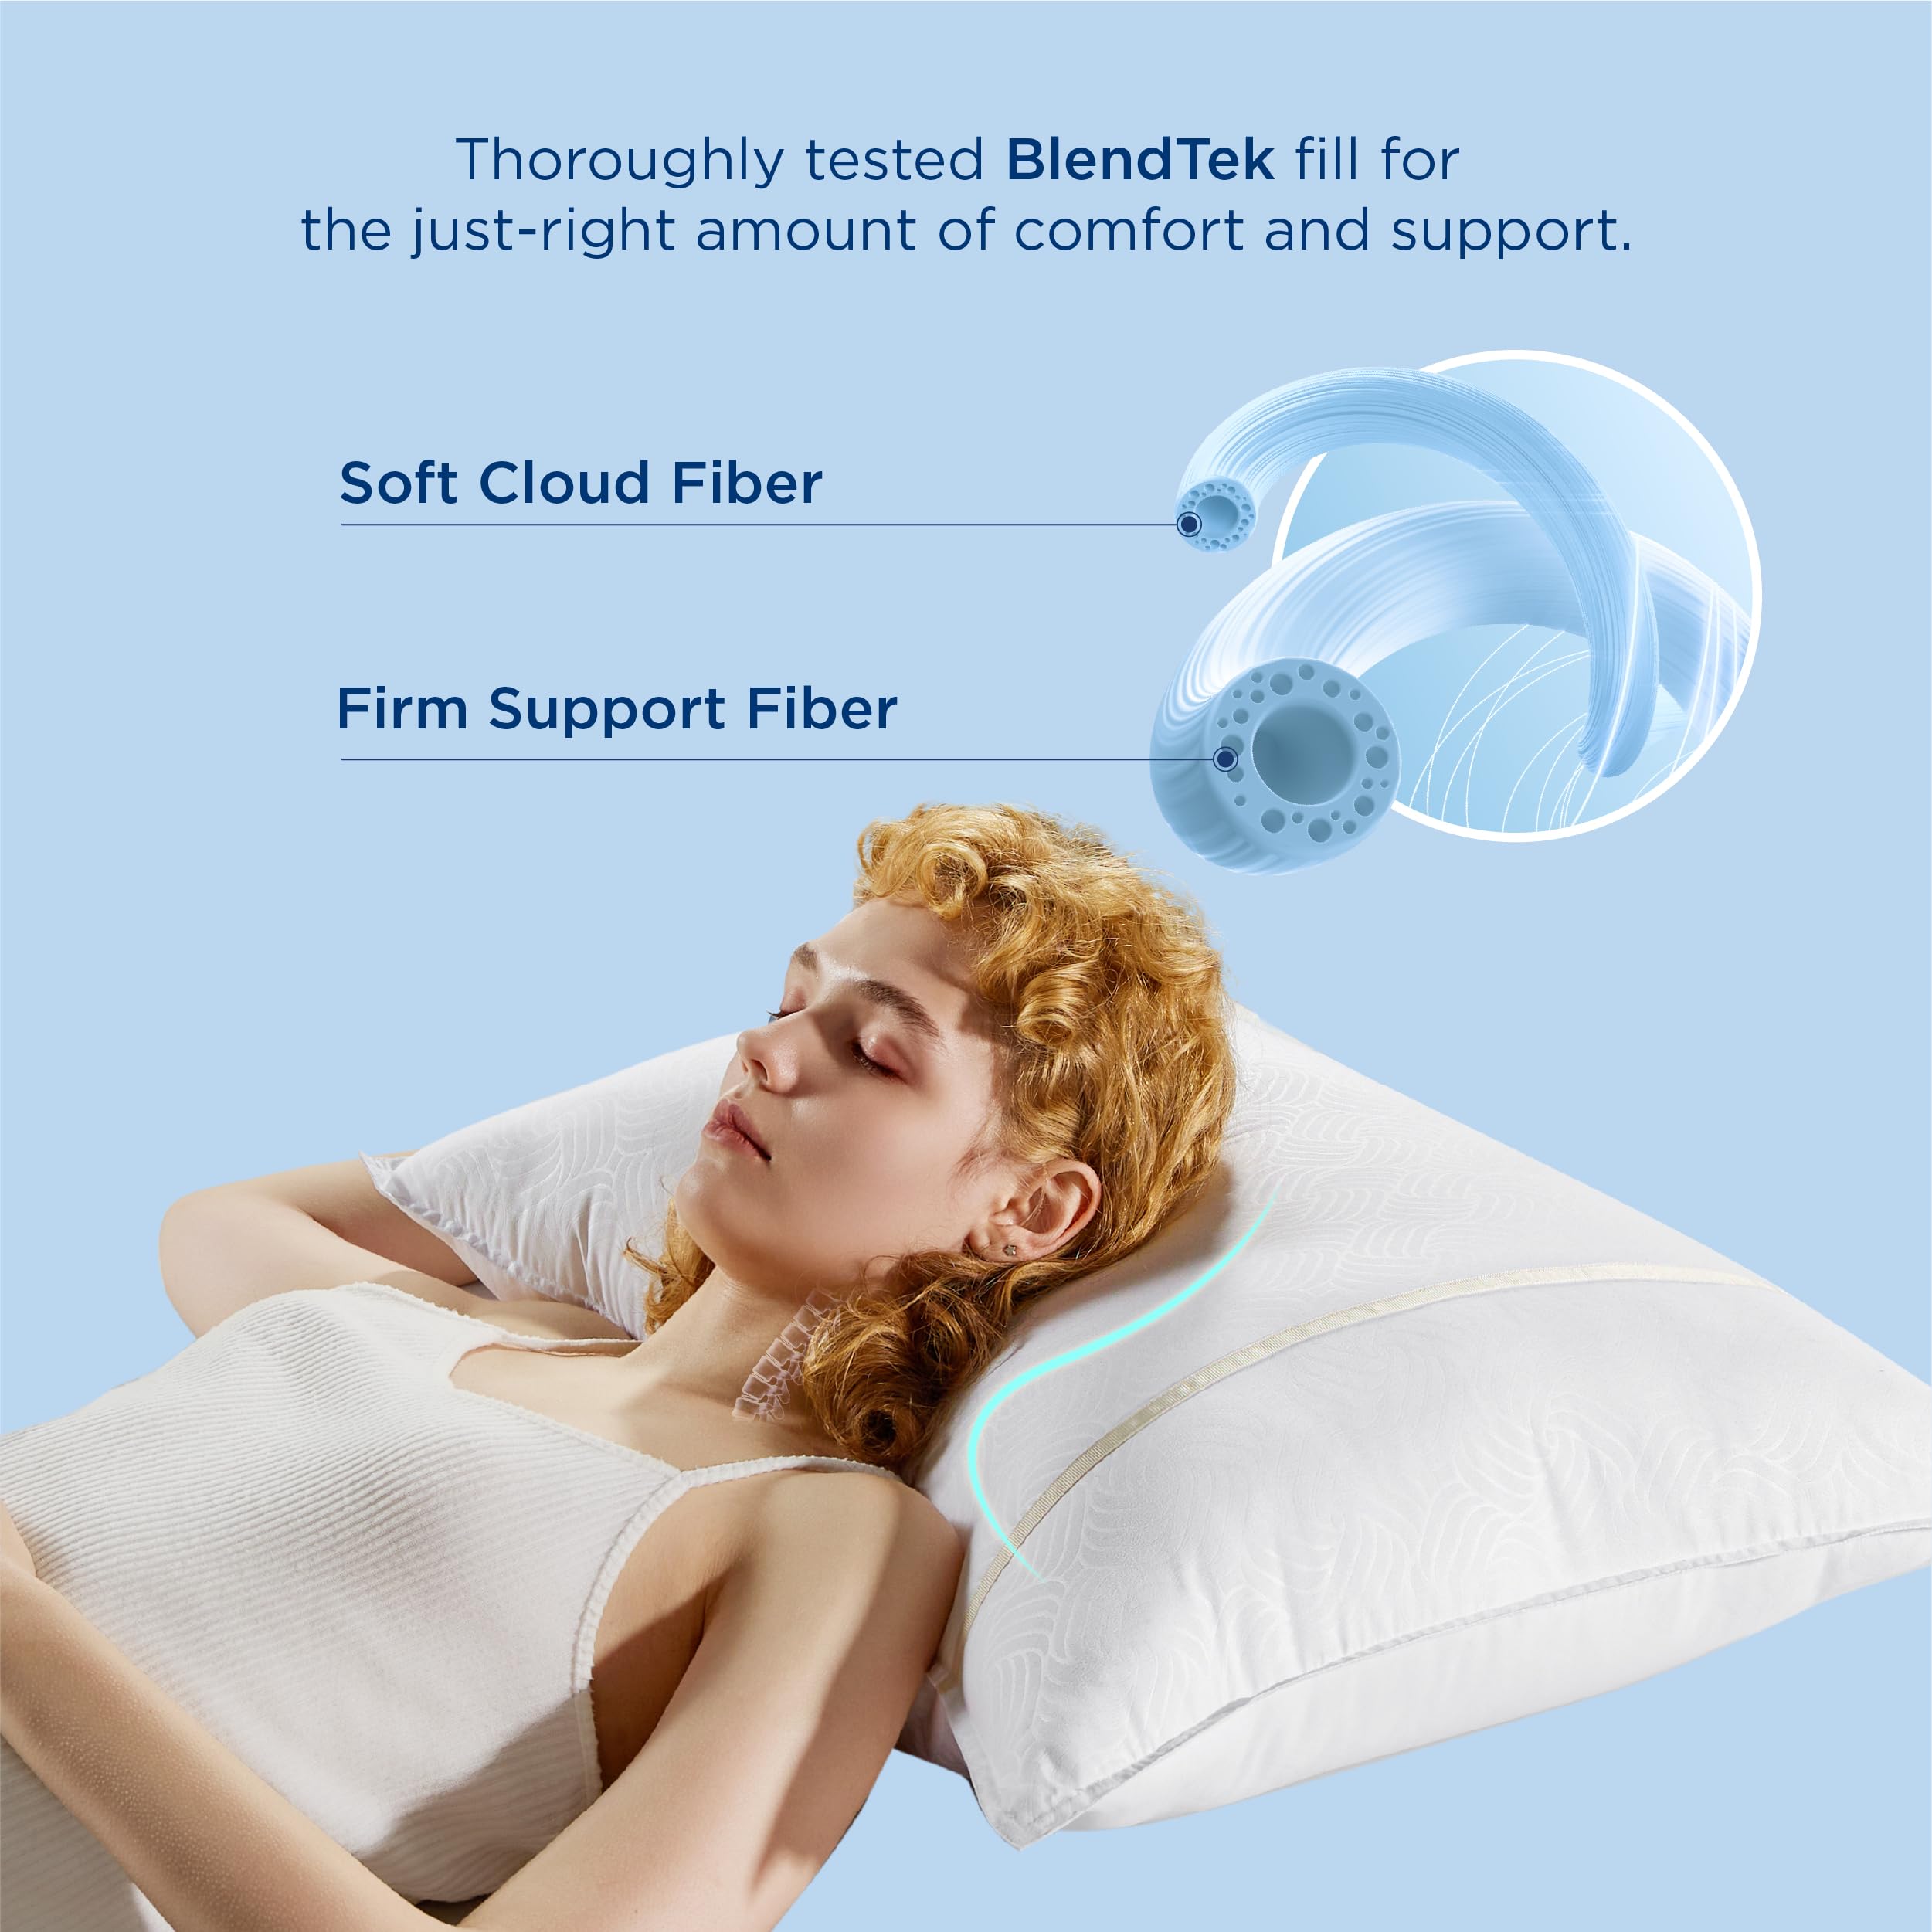 Thoroughly tested BlendTek fill for
the just-right amount of comfort and support.
Soft Cloud Fiber
Firm Support Fiber